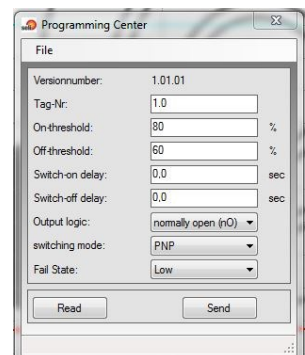 Programming Center
File
Versionnumber: 1.01.01
Tag-Nr: 1.0
On-threshold: 80 %
Off-threshold: 60 %
Switch-on delay: 0,0 sec
Switch-off delay: 0,0 sec
Output logic: normally open (nO)
switching mode: PNP
Fail State: Low
Read Send